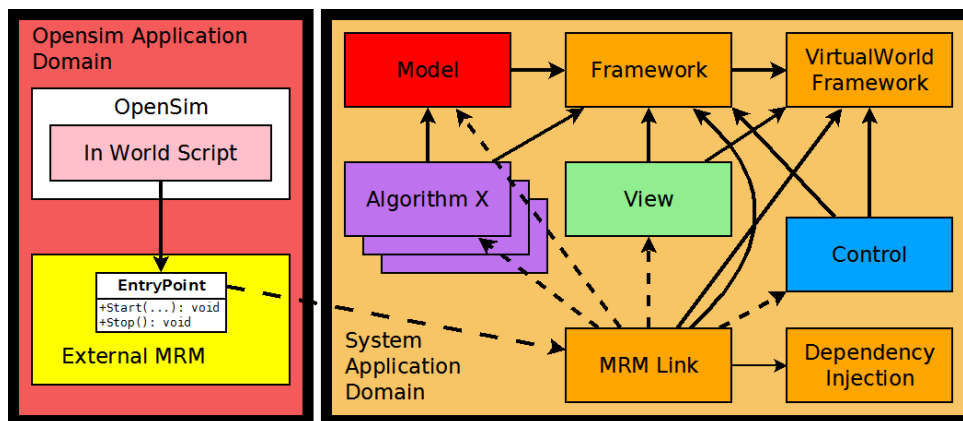 Opensim Application
Domain
OpenSim
In World Script
EntryPoint
+Start(...): void
+Stop(): void
External MRM
Model
Framework
VirtualWorld
Framework
Algorithm X
View
Control
System
Application
Domain
MRM Link
Dependency
Injection